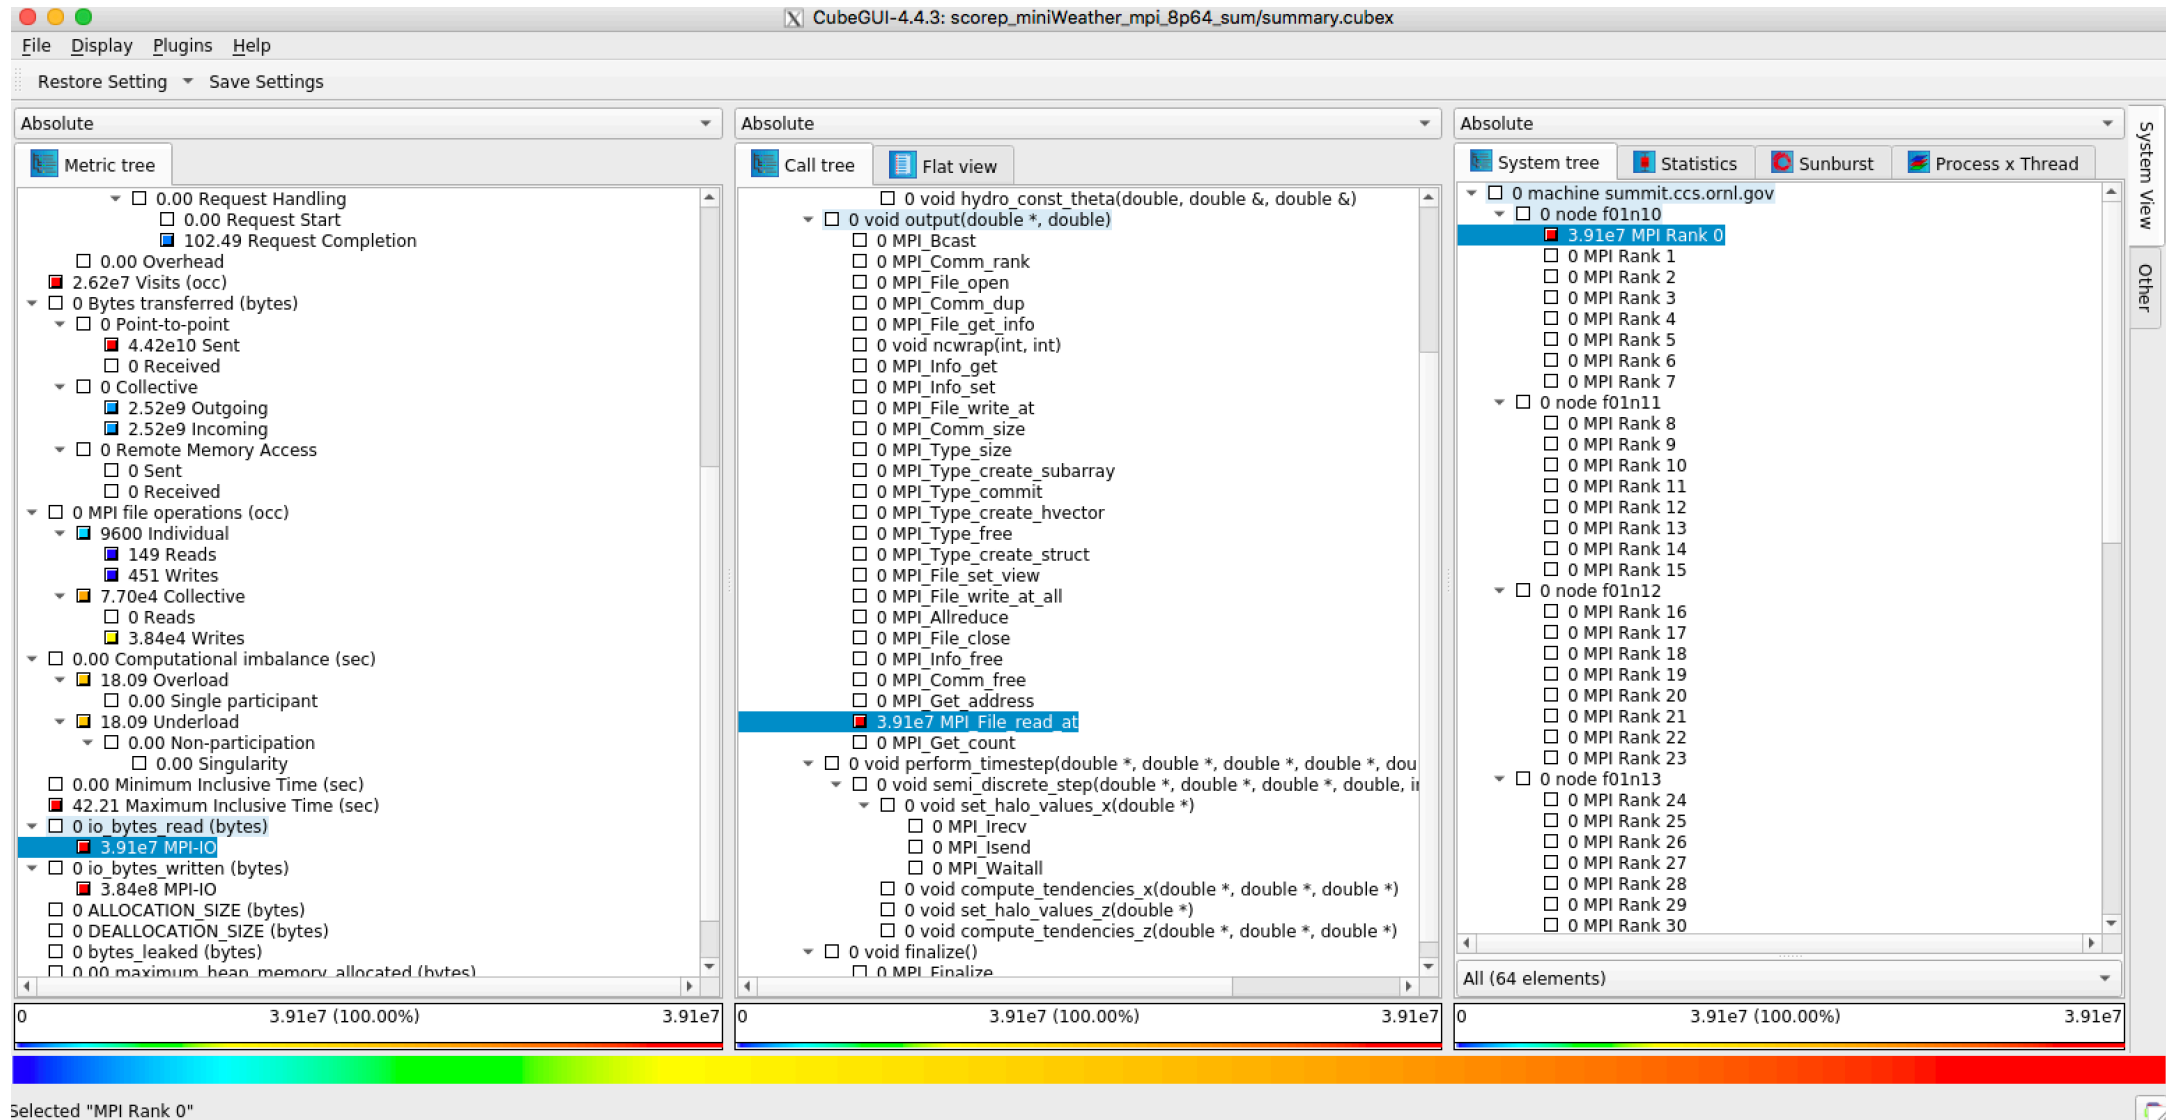 CubeGUI-4.4.3: scorep_miniWeather_mpi_8p64_sum/summary.cubex
File Display Plugins Help
Restore Setting Save Settings
Absolute
Metric tree
0.00 Request Handling
0.00 Request Start
102.49 Request Completion
0.00 Overhead
2.62e7 Visits (occ)
0 Bytes transferred (bytes)
0 Point-to-point
4.42e10 Sent
0 Received
0 Collective
2.52e9 Outgoing
2.52e9 Incoming
0 Remote Memory Access
0 Sent
0 Received
0 MPI file operations (occ)
9600 Individual
149 Reads
451 Writes
7.70e4 Collective
0 Reads
3.84e4 Writes
0.00 Computational imbalance (sec)
18.09 Overload
0.00 Single participant
18.09 Underload
0.00 Non-participation
0.00 Singularity
0.00 Minimum Inclusive Time (sec)
42.21 Maximum Inclusive Time (sec)
0 io_bytes_read (bytes)
3.91e7 MPI-IO
0 io_bytes_written (bytes)
3.84e8 MPI-IO
0 ALLOCATION_SIZE (bytes)
0 DEALLOCATION_SIZE (bytes)
0 bytes_leaked (bytes)
0.00 maximum_heap_memory_allocated (bytes)
0 3.91e7 (100.00%) 3.91e7
Absolute
Call tree Flat view
0 void hydro_const_theta(double, double &, double &)
0 void output(double *, double)
0 MPI_Bcast
0 MPI_Comm_rank
0 MPI_File_open
0 MPI_Comm_dup
0 MPI_File_get_info
0 void ncwrap(int, int)
0 MPI_Info_get
0 MPI_Info_set
0 MPI_File_write_at
0 MPI_Comm_size
0 MPI_Type_size
0 MPI_Type_create_subarray
0 MPI_Type_commit
0 MPI_Type_create_hvector
0 MPI_Type_free
0 MPI_Type_create_struct
0 MPI_File_set_view
0 MPI_File_write_at_all
0 MPI_Allreduce
0 MPI_File_close
0 MPI_Info_free
0 MPI_Comm_free
0 MPI_Get_address
3.91e7 MPI_File_read_at
0 MPI_Get_count
0 void perform_timestep(double *, double *, double *, double *, dou
0 void semi_discrete_step(double *, double *, double *, double, i
0 void set_halo_values_x(double *)
0 MPI_Irecv
0 MPI_Isend
0 MPI_Waitall
0 void compute_tendencies_x(double *, double *, double *)
0 void set_halo_values_z(double *)
0 void compute_tendencies_z(double *, double *, double *)
0 void finalize()
0 MPI_Finalize
0 3.91e7 (100.00%) 3.91e7
Absolute
System tree Statistics Sunburst Process x Thread
0 machine summit.ccs.ornl.gov
0 node f01n10
3.91e7 MPI Rank 0
0 MPI Rank 1
0 MPI Rank 2
0 MPI Rank 3
0 MPI Rank 4
0 MPI Rank 5
0 MPI Rank 6
0 MPI Rank 7
0 node f01n11
0 MPI Rank 8
0 MPI Rank 9
0 MPI Rank 10
0 MPI Rank 11
0 MPI Rank 12
0 MPI Rank 13
0 MPI Rank 14
0 MPI Rank 15
0 node f01n12
0 MPI Rank 16
0 MPI Rank 17
0 MPI Rank 18
0 MPI Rank 19
0 MPI Rank 20
0 MPI Rank 21
0 MPI Rank 22
0 MPI Rank 23
0 node f01n13
0 MPI Rank 24
0 MPI Rank 25
0 MPI Rank 26
0 MPI Rank 27
0 MPI Rank 28
0 MPI Rank 29
0 MPI Rank 30
All (64 elements)
0 3.91e7 (100.00%) 3.91e7
System View
Other
Selected "MPI Rank 0"